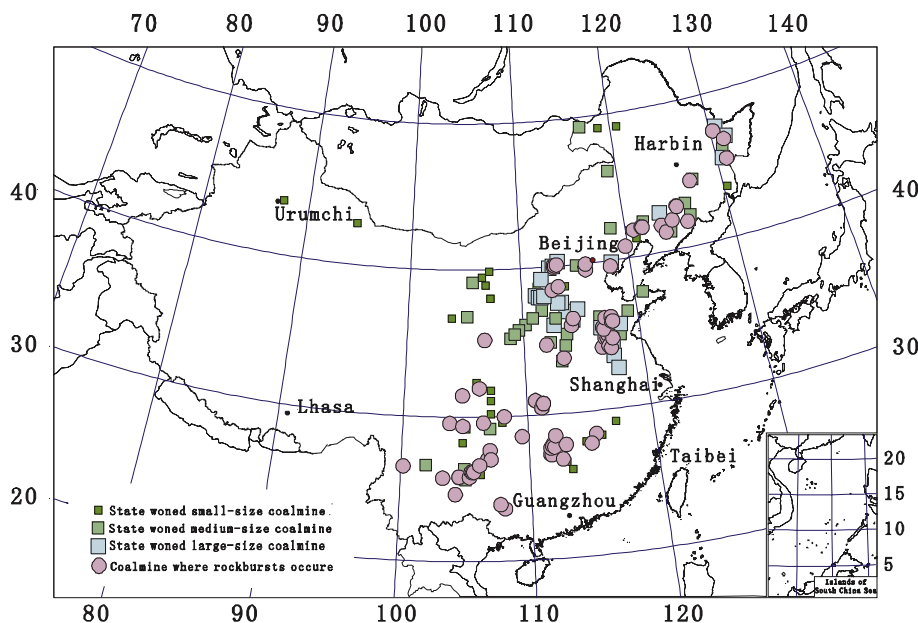 70 80 90 100 110 120 130 140
Harbin
40 40
Urumchi
Beijing
30 30
Shanghai
Lhasa
Taibei
20
Guangzhou
State woned small-size coalmine
State woned medium-size coalmine
State woned large-size coalmine
Coalmine where rockbursts occure
20
15
10
5
Islands of
South China Sea
80 90 100 110 120